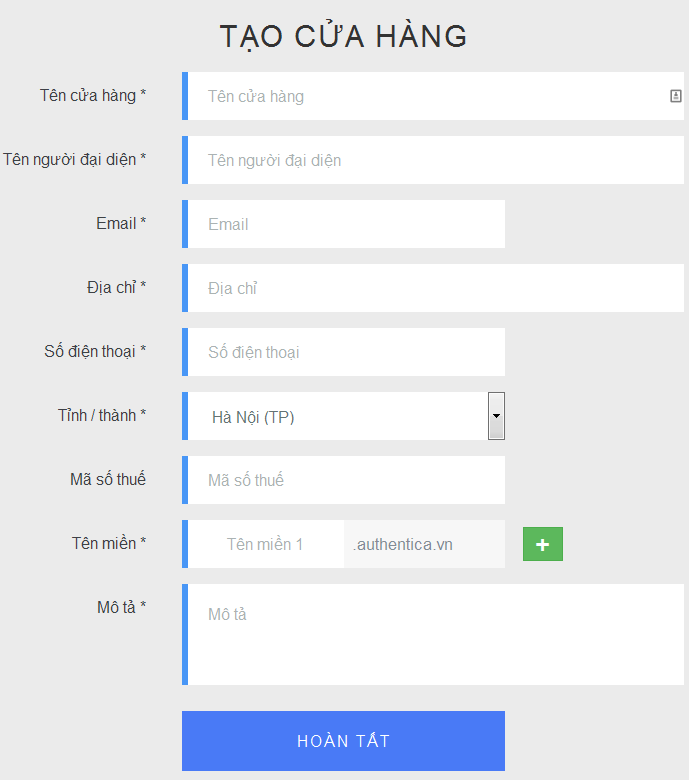 TẠO CỬA HÀNG
Tên cửa hàng * Tên cửa hàng
Tên người đại diện * Tên người đại diện
Email * Email
Địa chỉ * Địa chỉ
Số điện thoại * Số điện thoại
Tỉnh / thành * Hà Nội (TP)
Mã số thuế Mã số thuế
Tên miền * Tên miền 1 .authentica.vn +
Mô tả * Mô tả
HOÀN TẤT